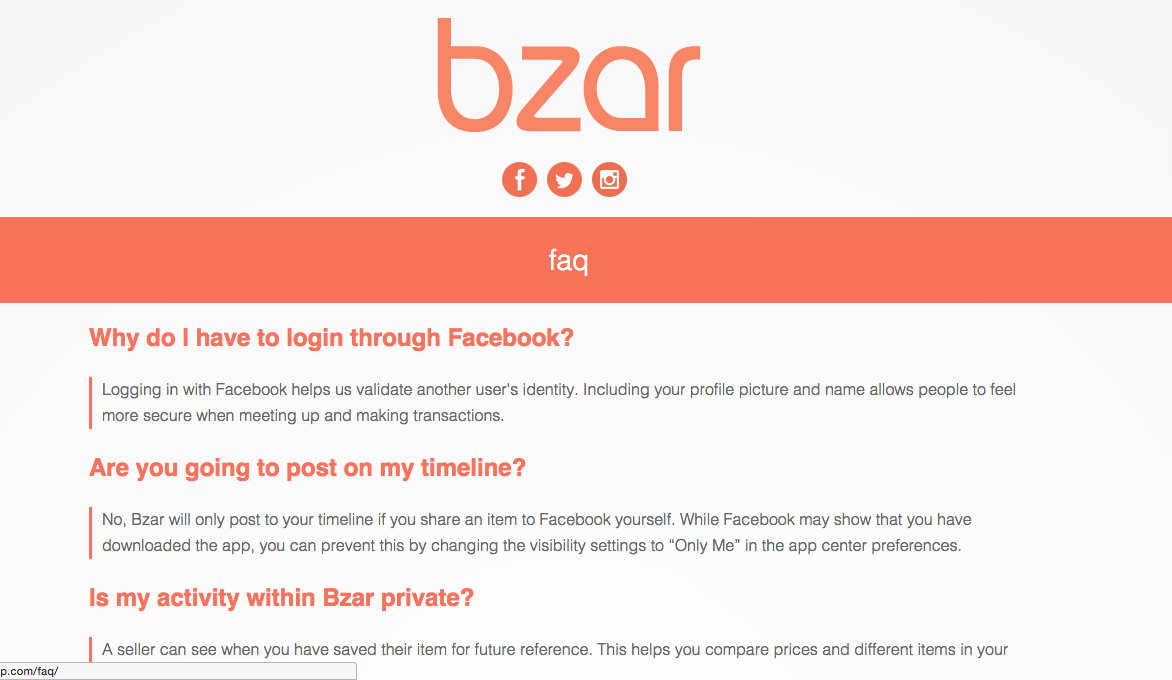 bzar
faq
Why do I have to login through Facebook?
Logging in with Facebook helps us validate another user's identity. Including your profile picture and name allows people to feel
more secure when meeting up and making transactions.
Are you going to post on my timeline?
No, Bzar will only post to your timeline if you share an item to Facebook yourself. While Facebook may show that you have
downloaded the app, you can prevent this by changing the visibility settings to “Only Me” in the app center preferences.
Is my activity within Bzar private?
A seller can see when you have saved their item for future reference. This helps you compare prices and different items in your
p.com/faq/